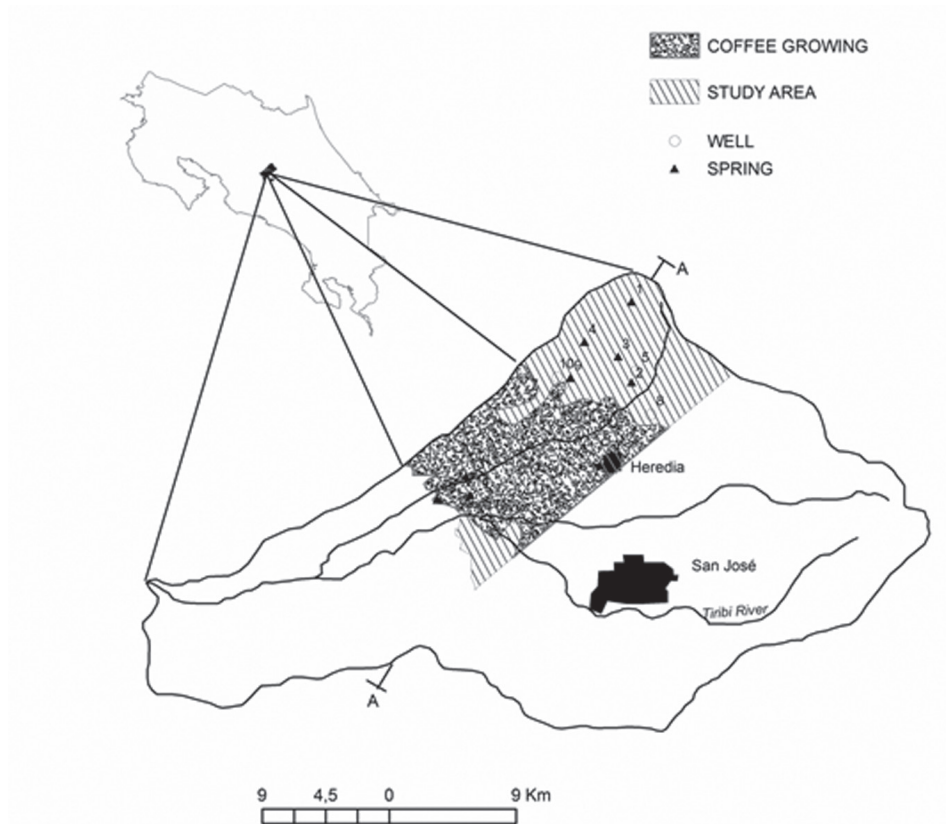 COFFEE GROWING
STUDY AREA
WELL
SPRING
A
1
4
3
5
109
2
8
Heredia
San José
Tiribi River
A
9 4,5 0 9 Km